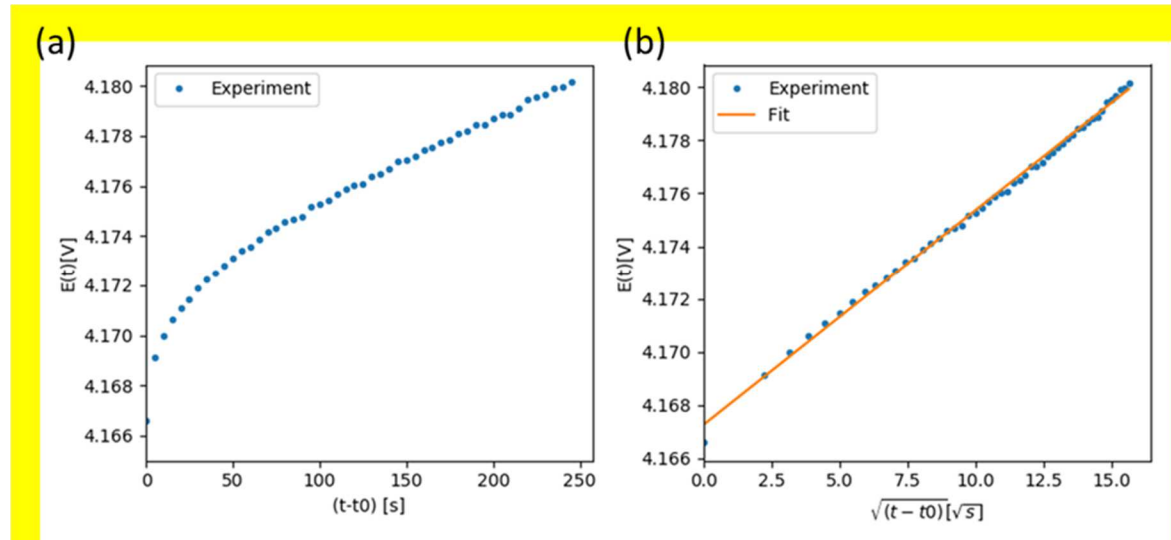 (a)
Experiment
4.180
4.178
4.176
4.174
4.172
4.170
4.168
4.166
E(t)[V]
0 50 100 150 200 250
(t-t0) [s]
(b)
Experiment
Fit
4.180
4.178
4.176
4.174
4.172
4.170
4.168
4.166
E(t)[V]
0.0 2.5 5.0 7.5 10.0 12.5 15.0
√(t − t0)[√s]